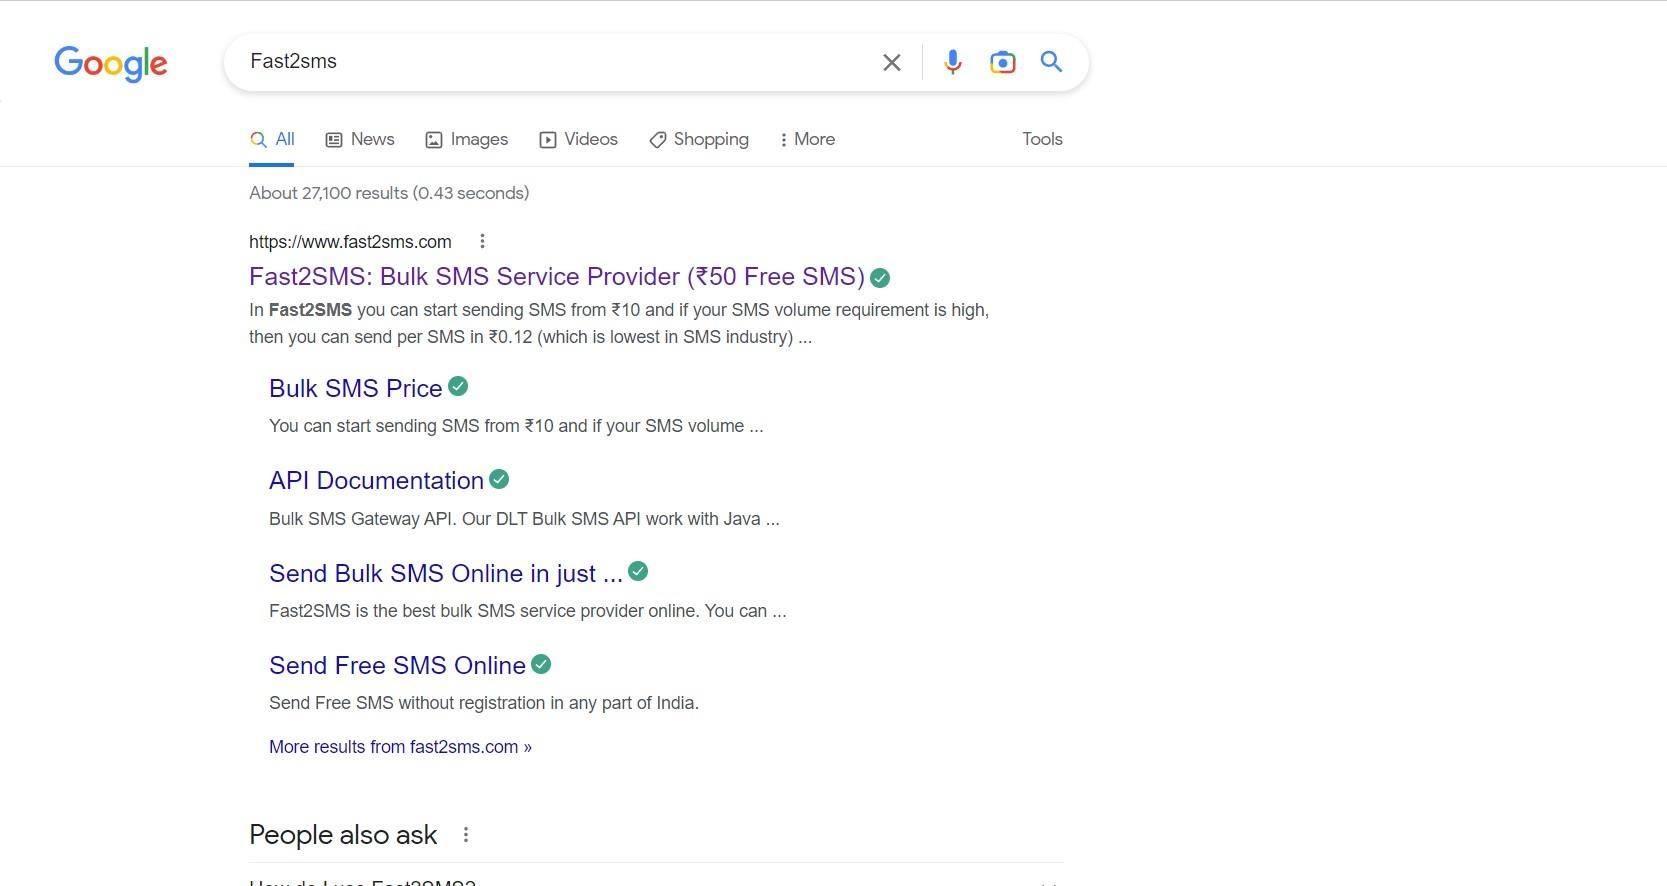 Google
Fast2sms
All
News
Images
Videos
Shopping
More
Tools
About 27,100 results (0.43 seconds)
https://www.fast2sms.com
Fast2SMS: Bulk SMS Service Provider (₹50 Free SMS)
In Fast2SMS you can start sending SMS from ₹10 and if your SMS volume requirement is high,
then you can send per SMS in ₹0.12 (which is lowest in SMS industry) ...
Bulk SMS Price
You can start sending SMS from ₹10 and if your SMS volume ...
API Documentation
Bulk SMS Gateway API. Our DLT Bulk SMS API work with Java ...
Send Bulk SMS Online in just ...
Fast2SMS is the best bulk SMS service provider online. You can ...
Send Free SMS Online
Send Free SMS without registration in any part of India.
More results from fast2sms.com »
People also ask
How do I use Fast2SMS?